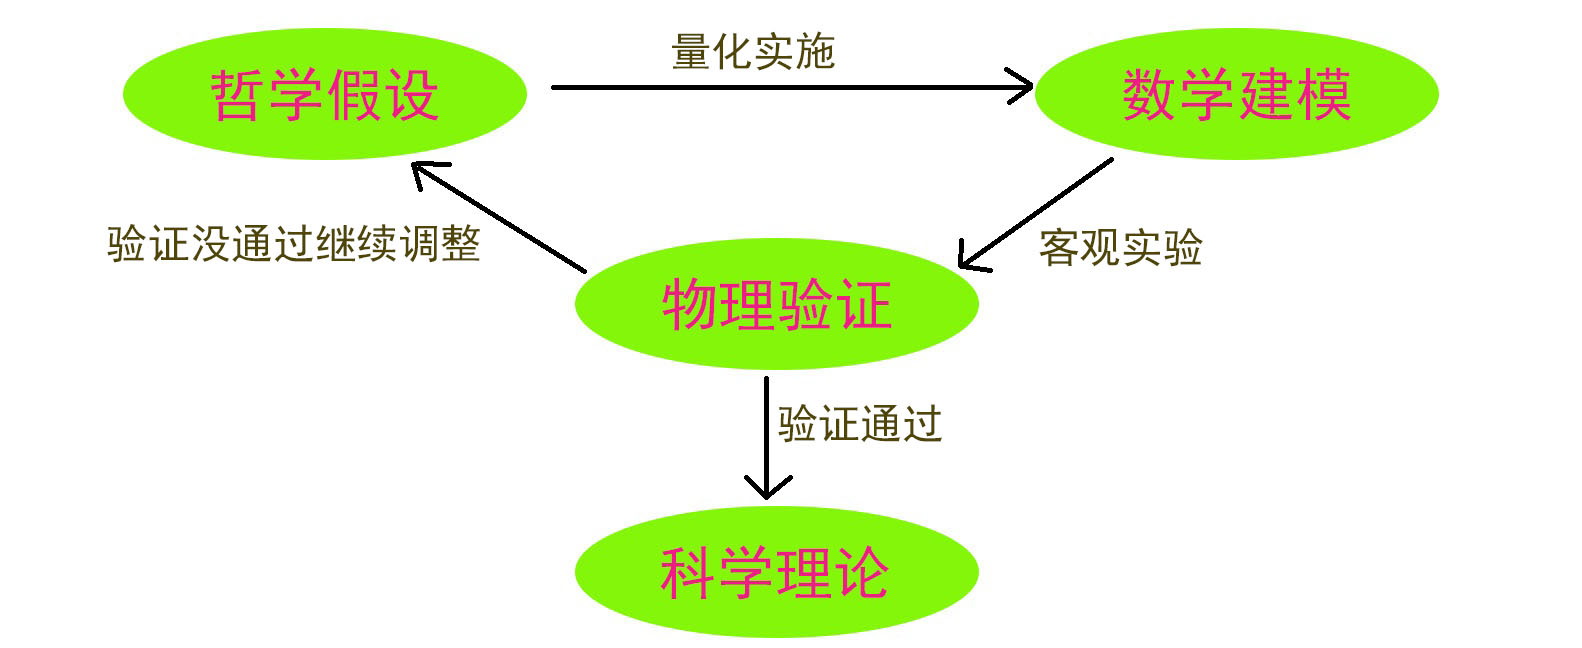 量化实施
哲学假设
数学建模
验证没通过继续调整
客观实验
物理验证
验证通过
科学理论